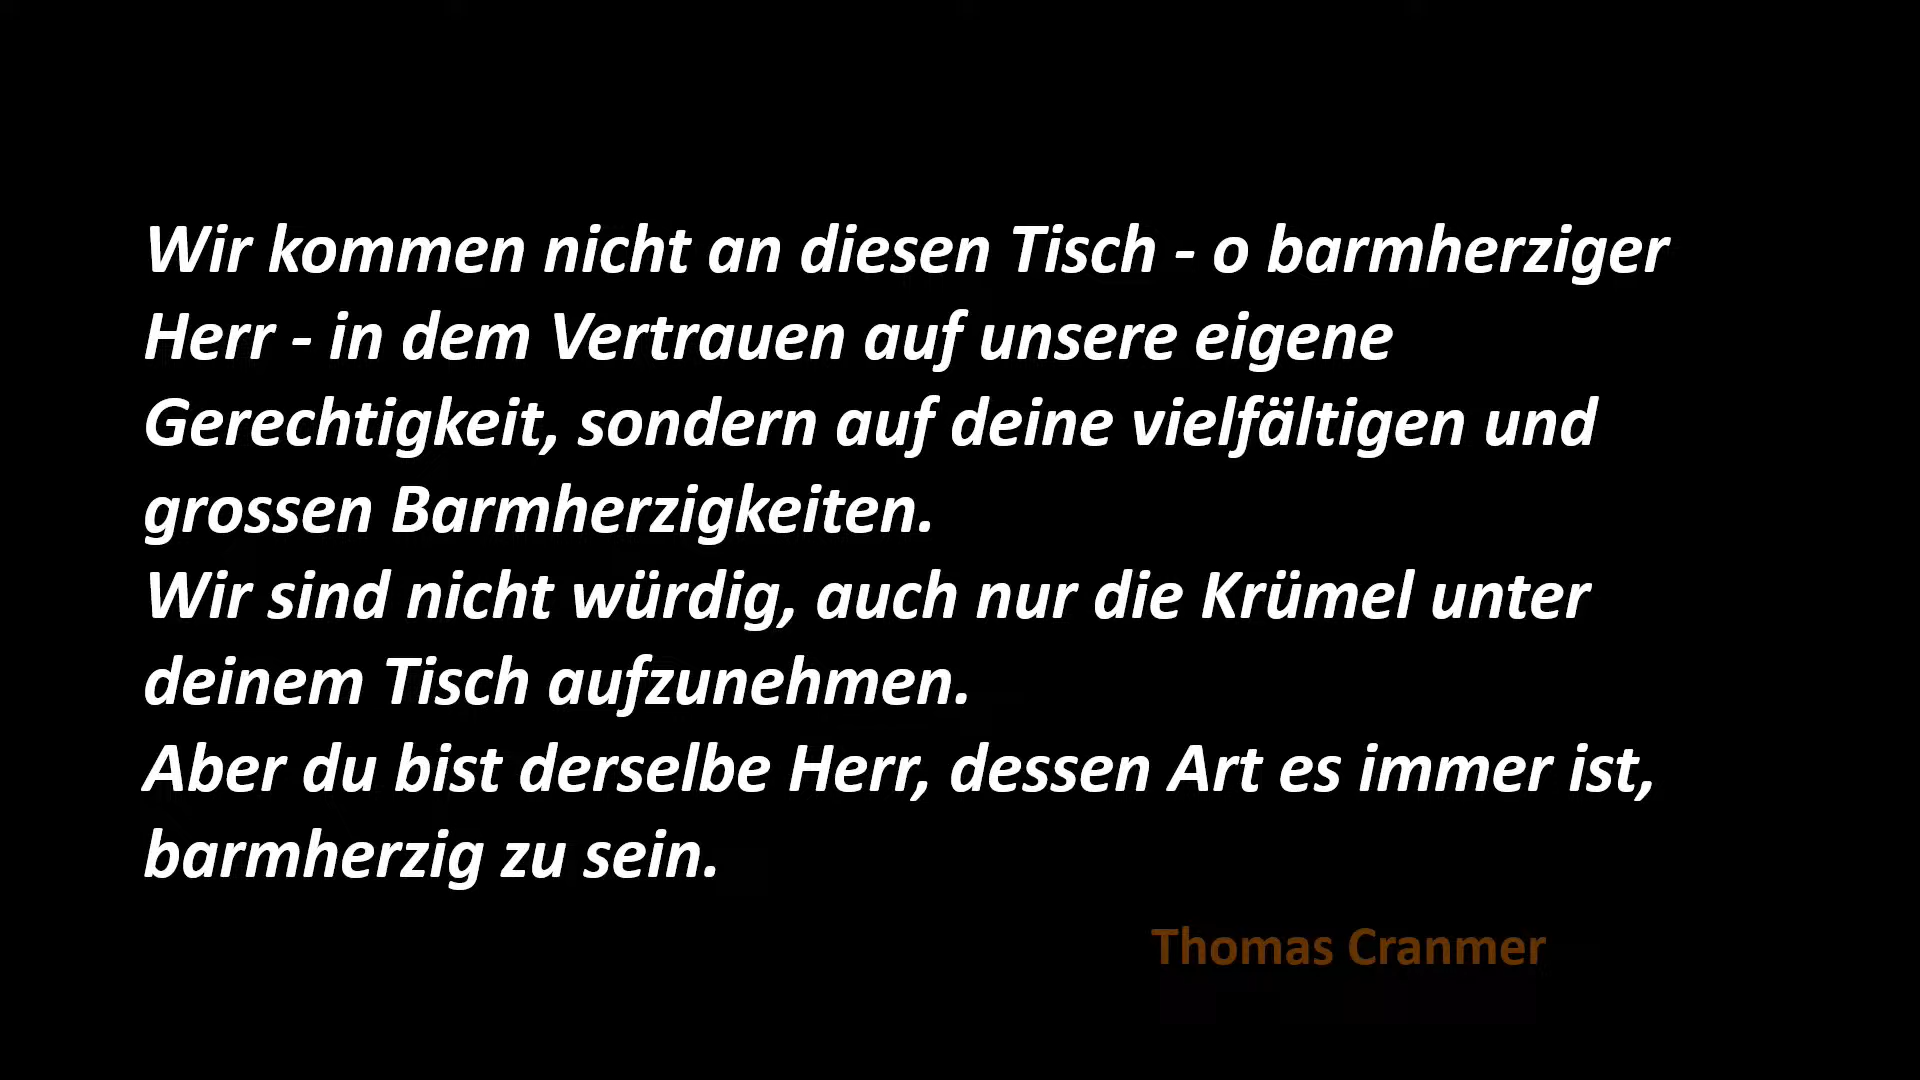 Wir kommen nicht an diesen Tisch - o barmherziger
Herr - in dem Vertrauen auf unsere eigene
Gerechtigkeit, sondern auf deine vielfältigen und
grossen Barmherzigkeiten.
Wir sind nicht würdig, auch nur die Krümel unter
deinem Tisch aufzunehmen.
Aber du bist derselbe Herr, dessen Art es immer ist,
barmherzig zu sein.
Thomas Cranmer